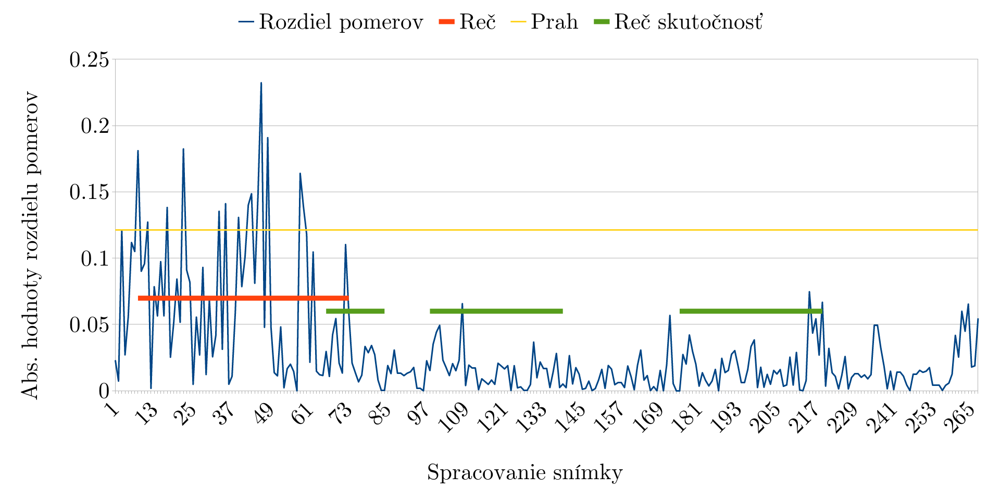 Rozdiel pomerov Reč Prah Reč skutočnosť
Abs. hodnoty rozdielu pomerov
0.25
0.2
0.15
0.1
0.05
0
1 13 25 37 49 61 73 85 97 109 121 133 145 157 169 181 193 205 217 229 241 253 265
Spracovanie snímky